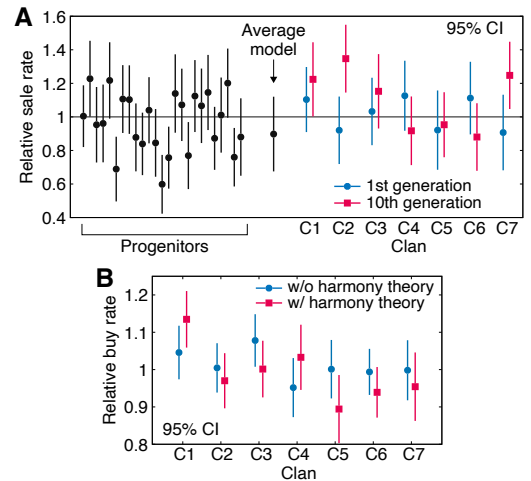 A
Relative sale rate
1.6
1.4
1.2
1
0.8
0.6
0.4
Average
model
95% CI
1st generation
10th generation
Progenitors
C1 C2 C3 C4 C5 C6 C7
Clan
B
Relative buy rate
1.2
1.1
1
0.9
0.8
w/o harmony theory
w/ harmony theory
95% CI
C1 C2 C3 C4 C5 C6 C7
Clan